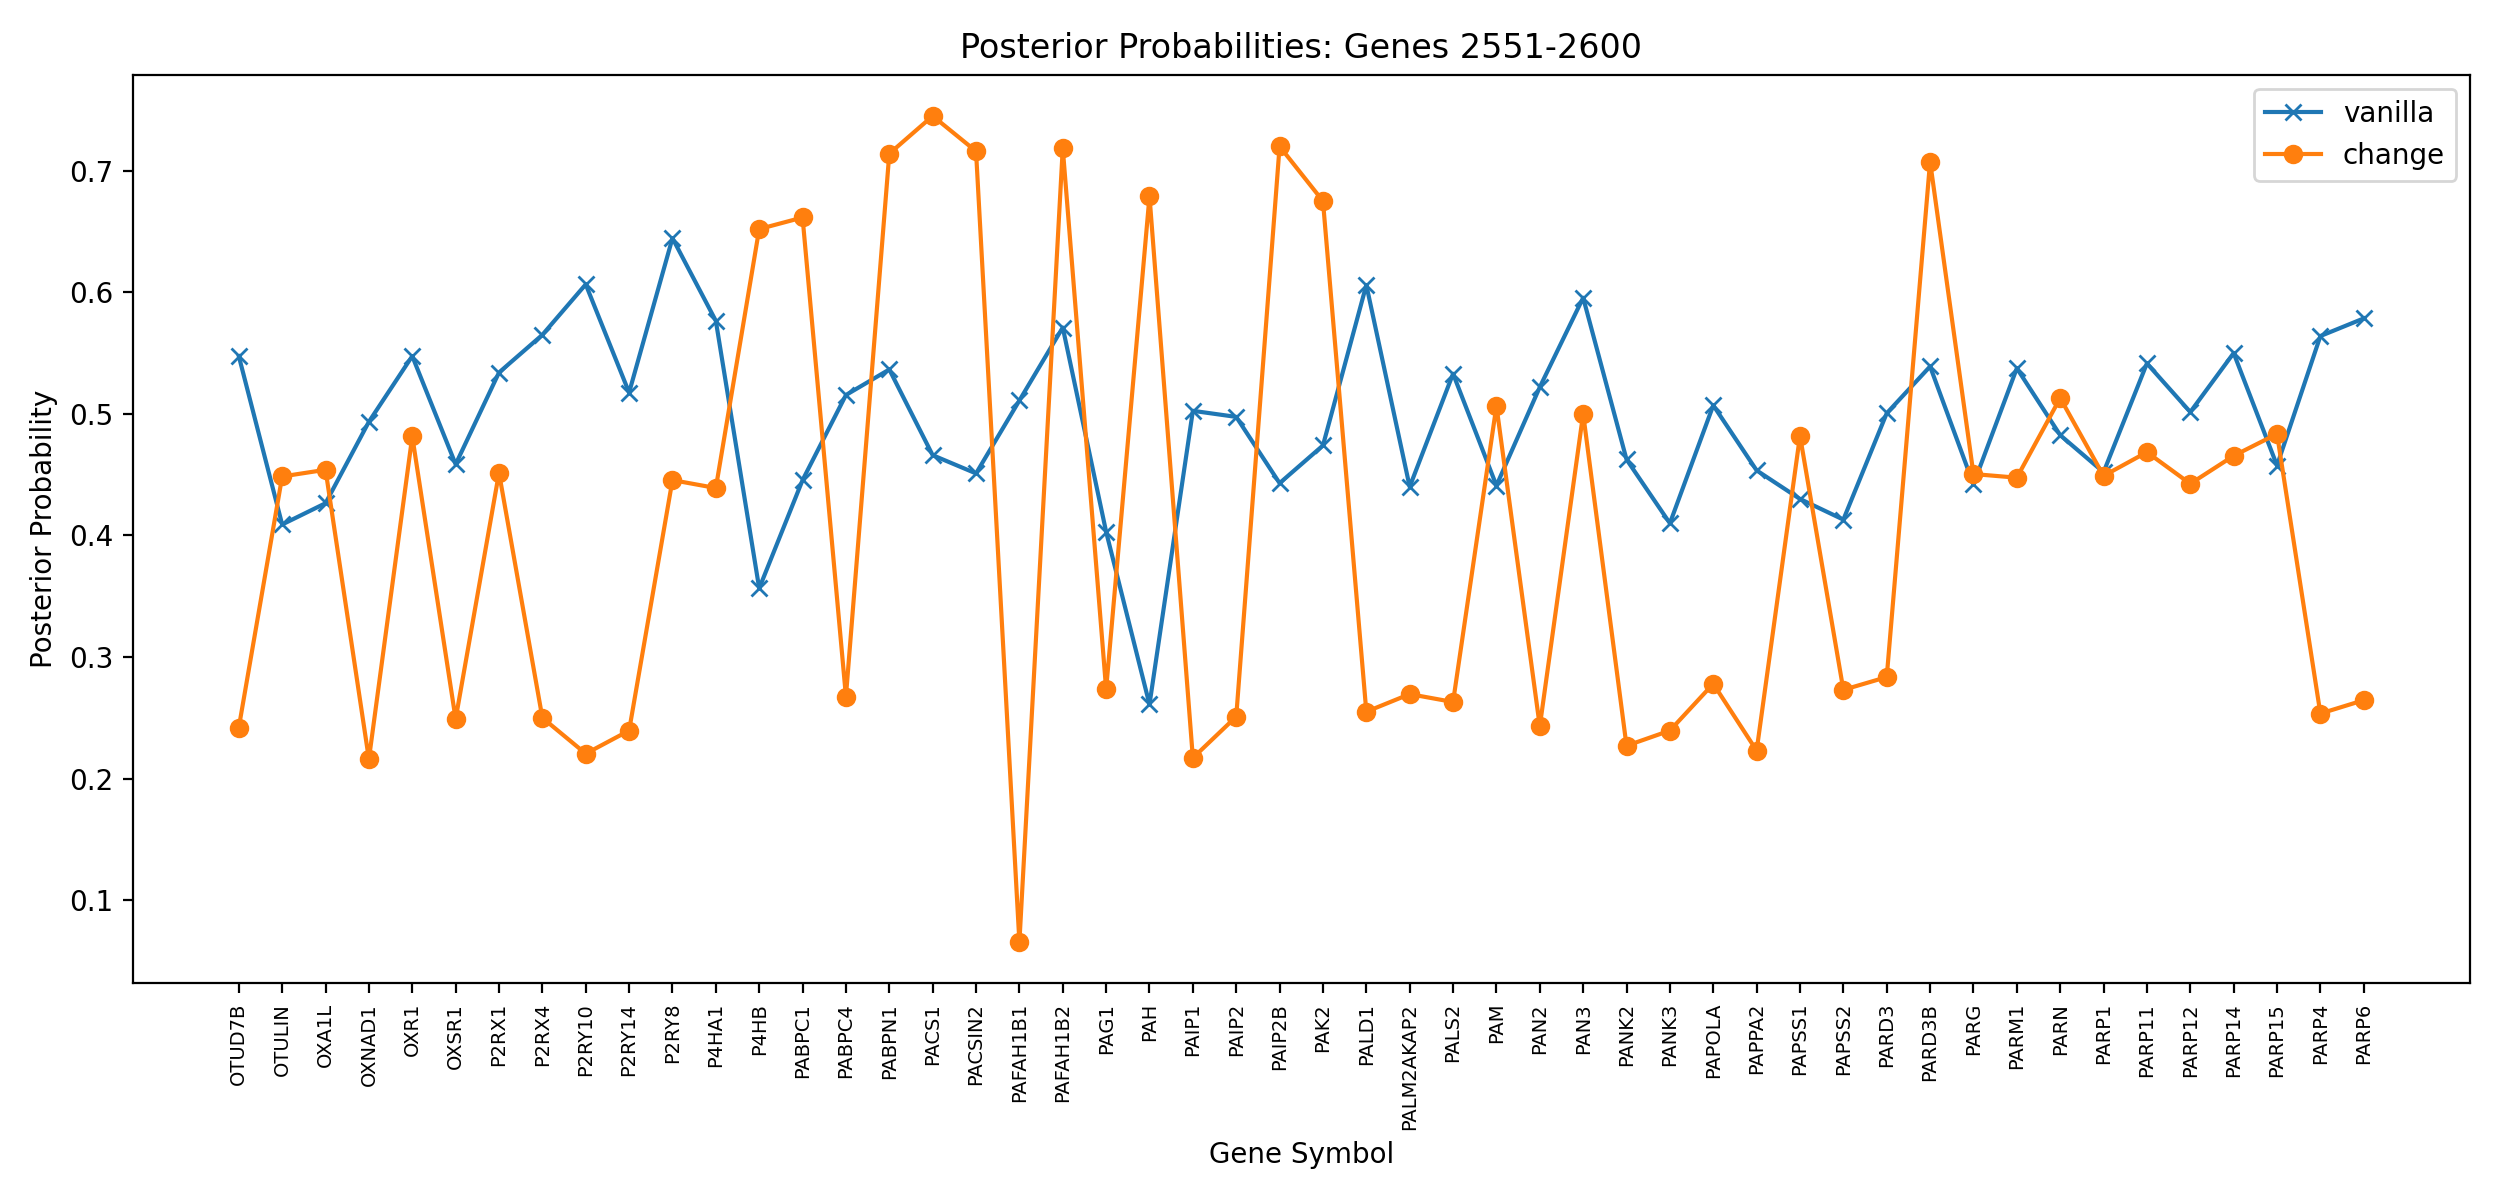 Posterior Probabilities: Genes 2551-2600
vanilla
change
Posterior Probability
0.7
0.6
0.5
0.4
0.3
0.2
0.1
OTUD7B
OTULIN
OXA1L
OXNAD1
OXR1
OXSR1
P2RX1
P2RX4
P2RY10
P2RY14
P2RY8
P4HA1
P4HB
PABPC1
PABPC4
PABPN1
PACS1
PACSIN2
PAFAH1B1
PAFAH1B2
PAG1
PAH
PAIP1
PAIP2
PAIP2B
PAK2
PALD1
PALM2AKAP2
PALS2
PAM
PAN2
PAN3
PANK2
PANK3
PAPOLA
PAPPA2
PAPSS1
PAPSS2
PARD3
PARD3B
PARG
PARM1
PARN
PARP1
PARP11
PARP12
PARP14
PARP15
PARP4
PARP6
Gene Symbol